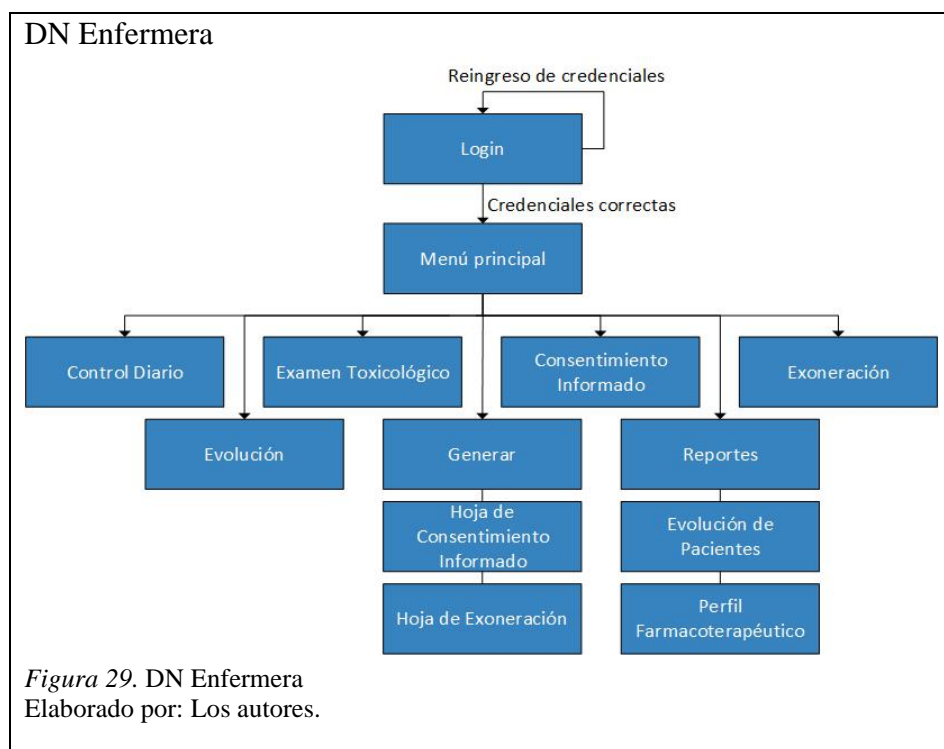 DN Enfermera
Reingreso de credenciales
Login
Credenciales correctas
Menú principal
Control Diario
Examen Toxicológico
Consentimiento
Informado
Exoneración
Evolución
Generar
Reportes
Hoja de
Consentimiento
Informado
Evolución de
Pacientes
Hoja de Exoneración
Perfil
Farmacoterapéutico
Figura 29. DN Enfermera
Elaborado por: Los autores.